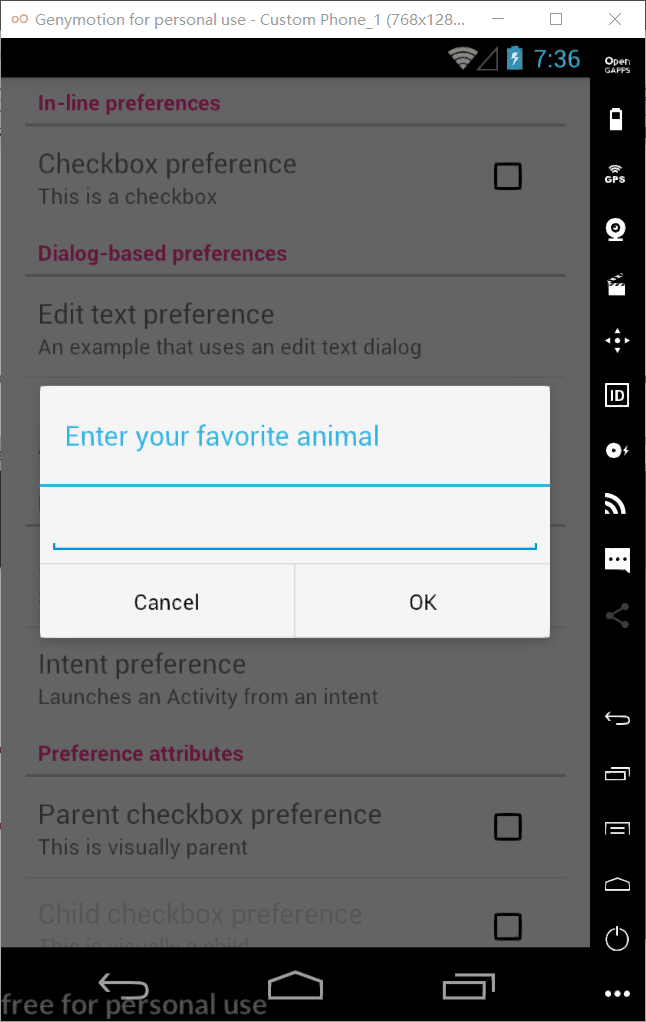 Genymotion for personal use - Custom Phone_1 (768x128...
7:36
Open
GAPPS
In-line preferences
Checkbox preference
This is a checkbox
GPS
Dialog-based preferences
Edit text preference
An example that uses an edit text dialog
ID
Enter your favorite animal
Cancel
OK
Intent preference
Launches an Activity from an intent
Preference attributes
Parent checkbox preference
This is visually parent
Child checkbox preference
This is visually a child
free for personal use